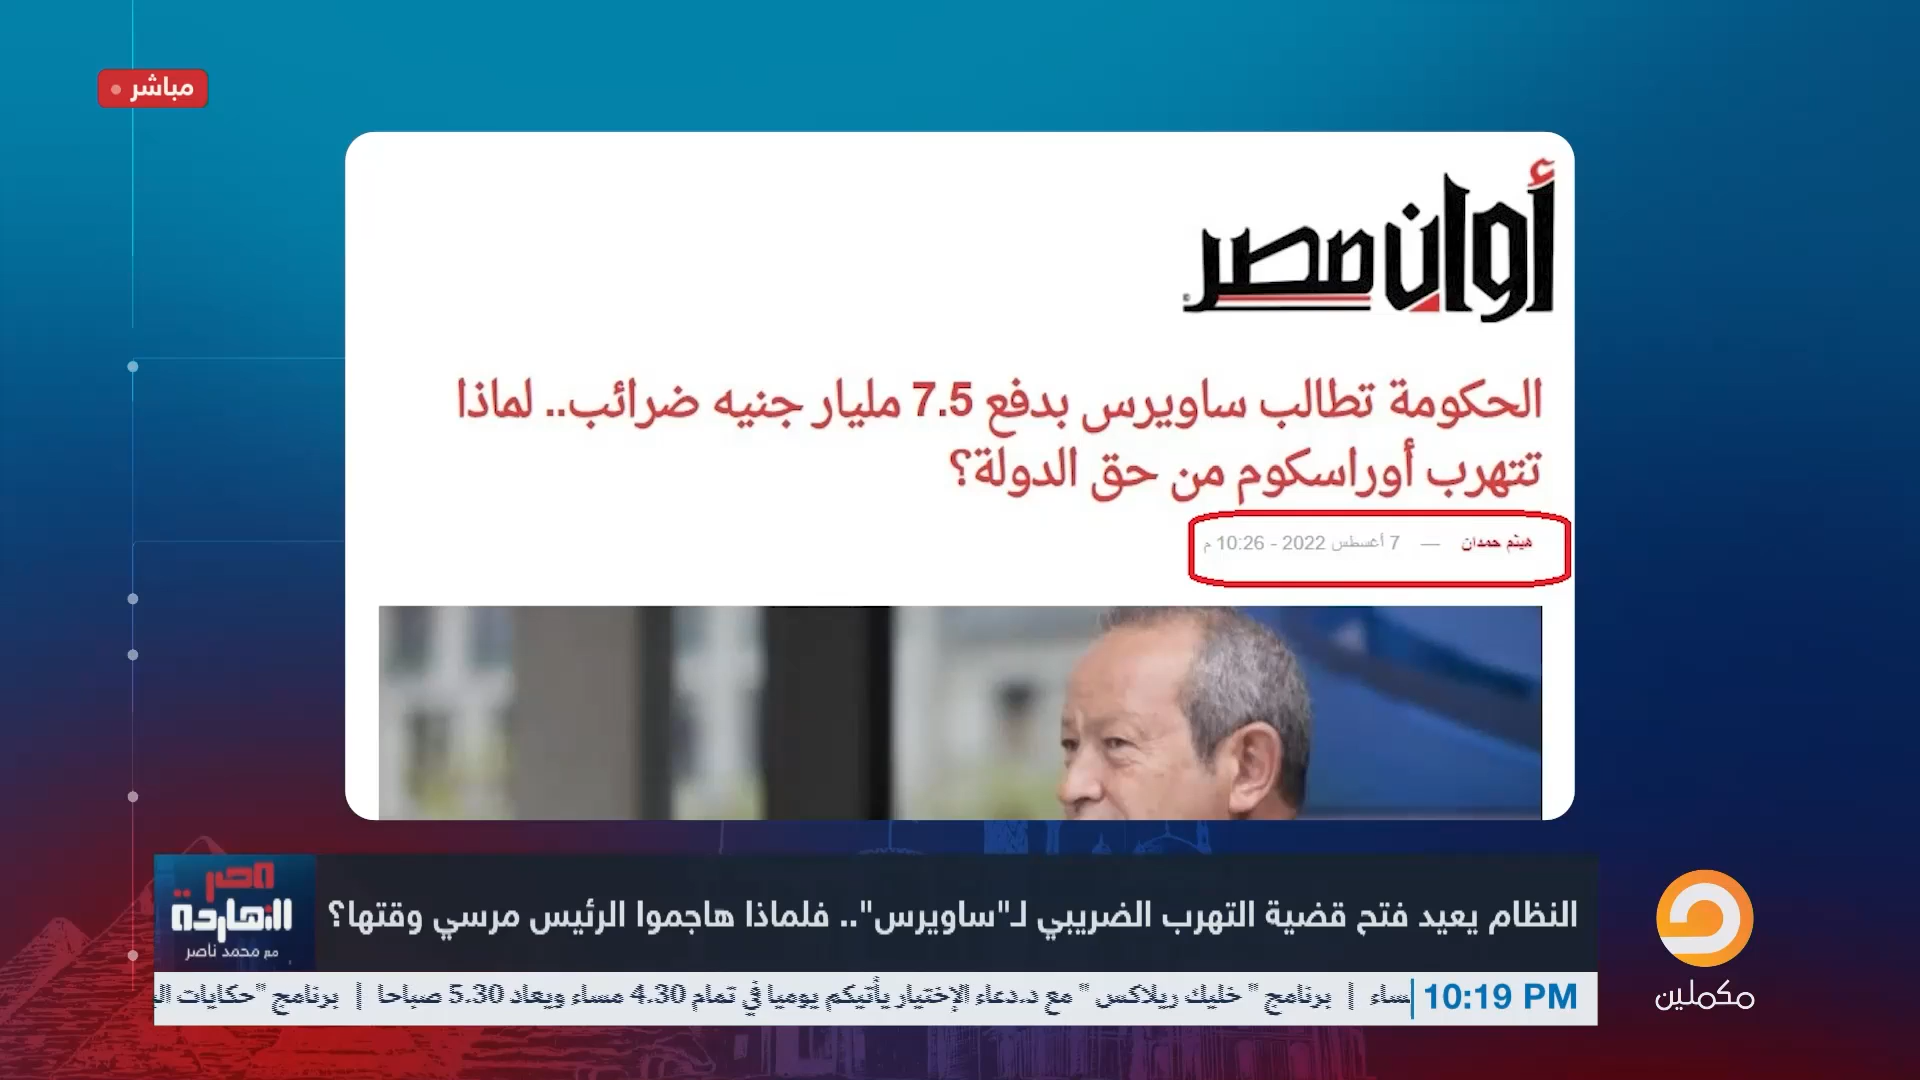 مباشر
أوان مصر
الحكومة تطالب ساويرس بدفع 7.5 مليار جنيه ضرائب.. لماذا
تتهرب أوراسكوم من حق الدولة؟
هيثم حمدان — 7 أغسطس 2022 - 10:26 م
مصر
النهاردة
مع محمد ناصر
النظام يعيد فتح قضية التهرب الضريبي لـ"ساويرس".. فلماذا هاجموا الرئيس مرسي وقتها؟
10:19 PM
مساء | برنامج " خليك ريلاكس " مع د.دعاء الإختيار يأتيكم يوميا في تمام 4.30 مساء ويعاد 5.30 صباحا | برنامج "حكايات
مكملين